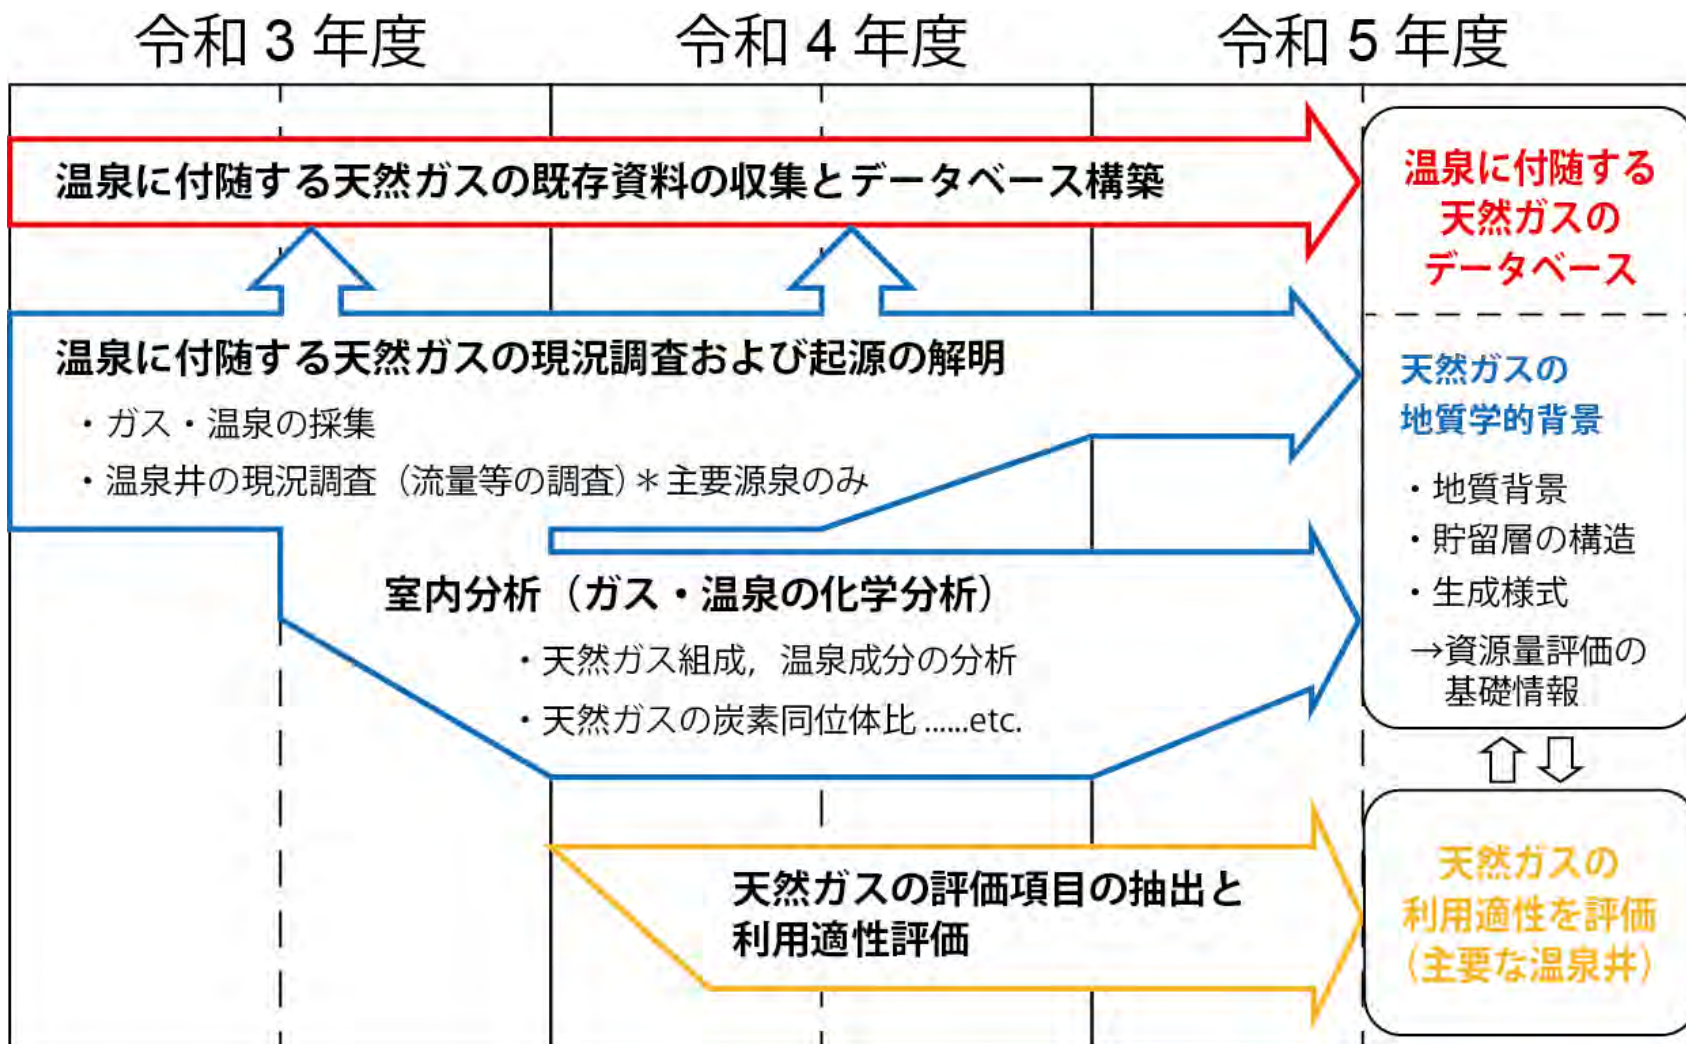 令和 3 年度
令和 4 年度
令和 5 年度
温泉に付随する天然ガスの既存資料の収集とデータベース構築
温泉に付随する
天然ガスの
データベース
温泉に付随する天然ガスの現況調査および起源の解明
・ガス・温泉の採集
・温泉井の現況調査（流量等の調査）＊主要源泉のみ
天然ガスの
地質学的背景
・地質背景
・貯留層の構造
・生成様式
→資源量評価の
基礎情報
室内分析（ガス・温泉の化学分析）
・天然ガス組成，温泉成分の分析
・天然ガスの炭素同位体比 ......etc.
天然ガスの評価項目の抽出と
利用適性評価
天然ガスの
利用適性を評価
（主要な温泉井）